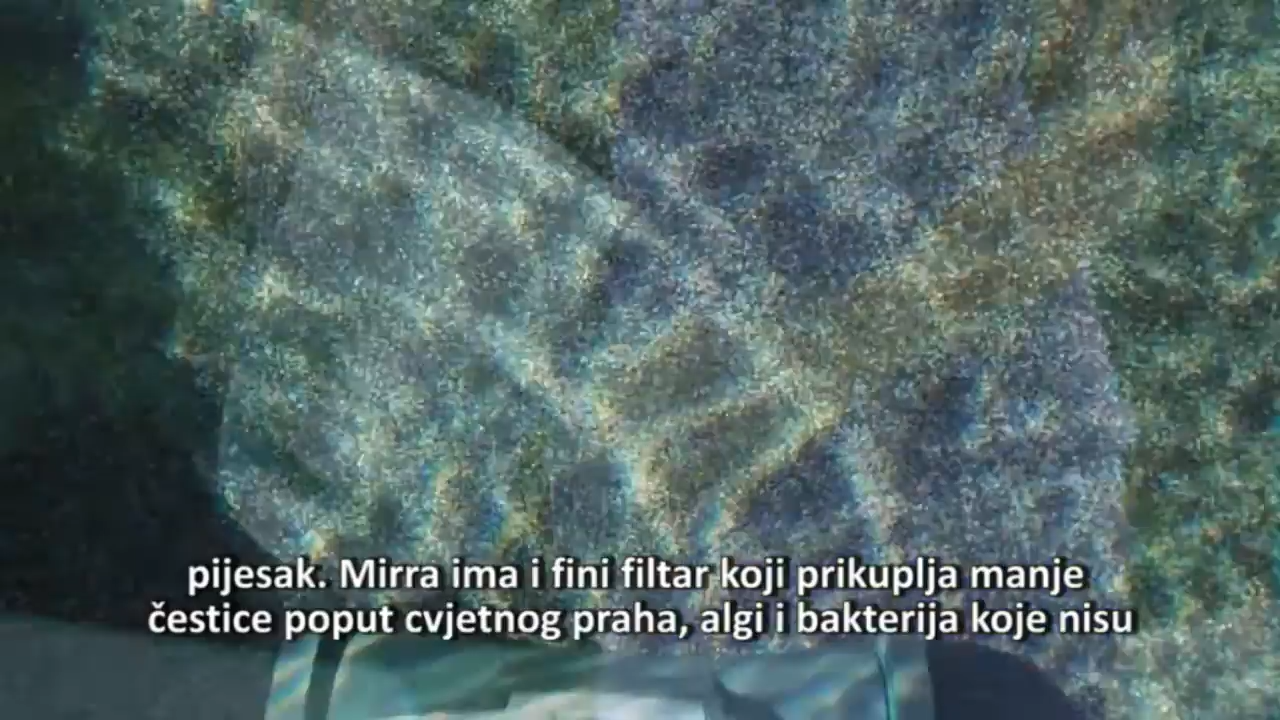 pijesak. Mirra ima i fini filtar koji prikuplja manje
čestice poput cvjetnog praha, algi i bakterija koje nisu